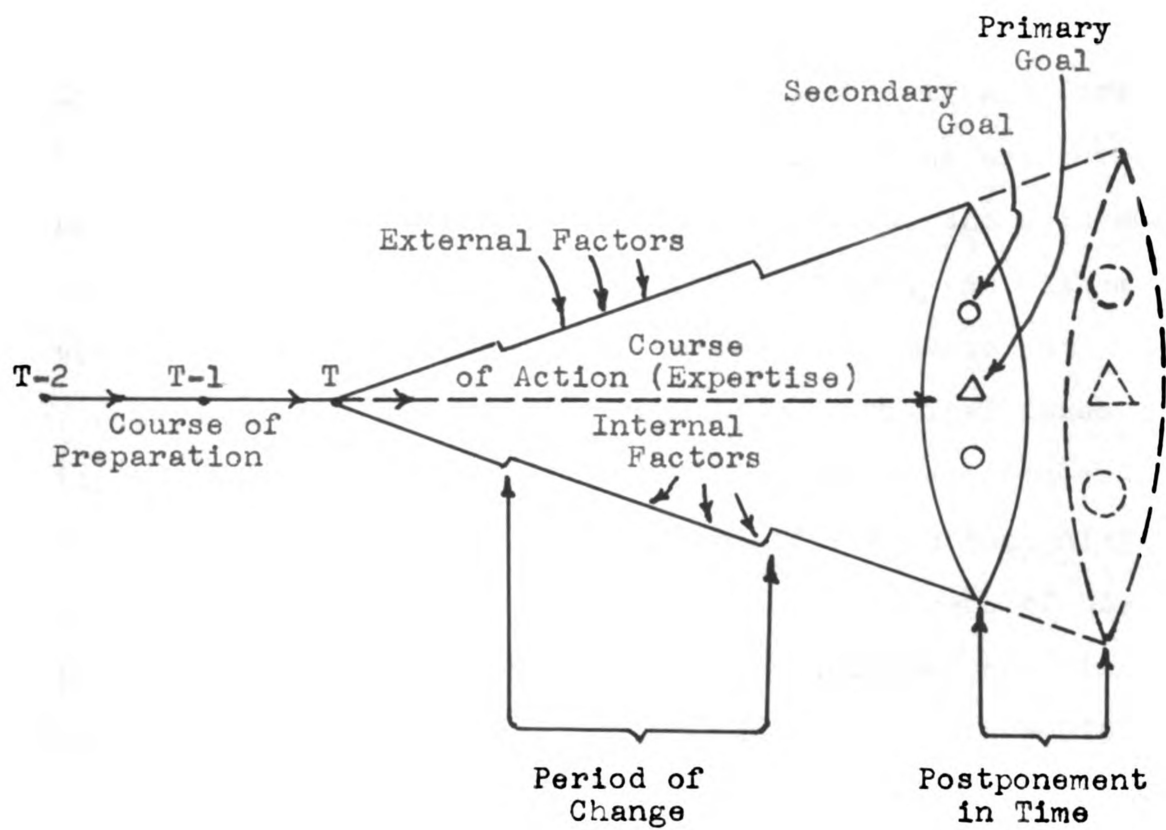 Primary
Goal
Secondary
Goal
External Factors
Course
of Action (Expertise)
T-2
T-1
T
Course of
Preparation
Internal
Factors
Period of
Change
Postponement
in Time